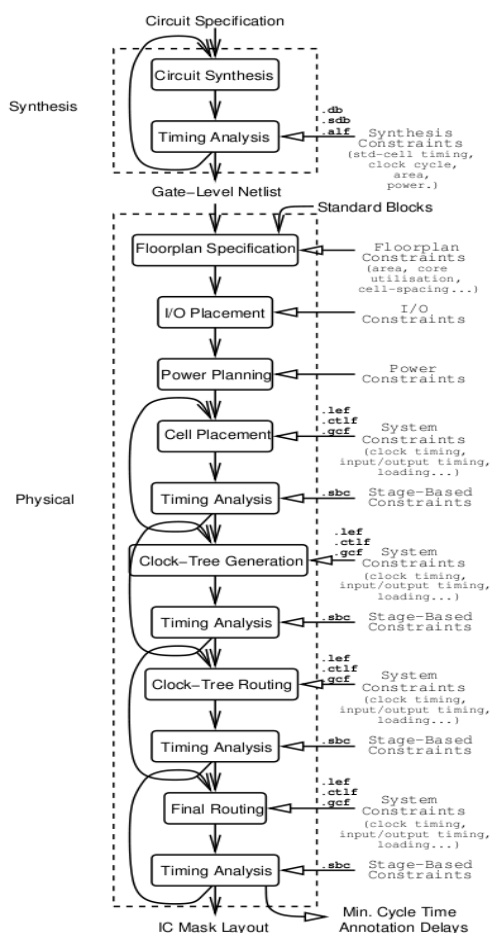 Circuit Specification
Circuit Synthesis
Synthesis
Timing Analysis
.db
.sdb
.alf
Synthesis
Constraints
(std-cell timing,
clock cycle,
area,
power.)
Gate-Level Netlist
Standard Blocks
Floorplan Specification
Floorplan
Constraints
(area, core
utilisation,
cell-spacing...)
I/O Placement
I/O
Constraints
Power Planning
Power
Constraints
Cell Placement
.lef
.ctlf
.gcf
System
Constraints
(clock timing,
input/output timing,
loading...)
Physical
Timing Analysis
.sbc
Stage-Based
Constraints
Clock-Tree Generation
.lef
.ctlf
.gcf
System
Constraints
(clock timing,
input/output timing,
loading...)
Timing Analysis
.sbc
Stage-Based
Constraints
Clock-Tree Routing
.lef
.ctlf
.gcf
System
Constraints
(clock timing,
input/output timing,
loading...)
Timing Analysis
.sbc
Stage-Based
Constraints
Final Routing
.lef
.ctlf
.gcf
System
Constraints
(clock timing,
input/output timing,
loading...)
Timing Analysis
.sbc
Stage-Based
Constraints
IC Mask Layout
Min. Cycle Time
Annotation Delays